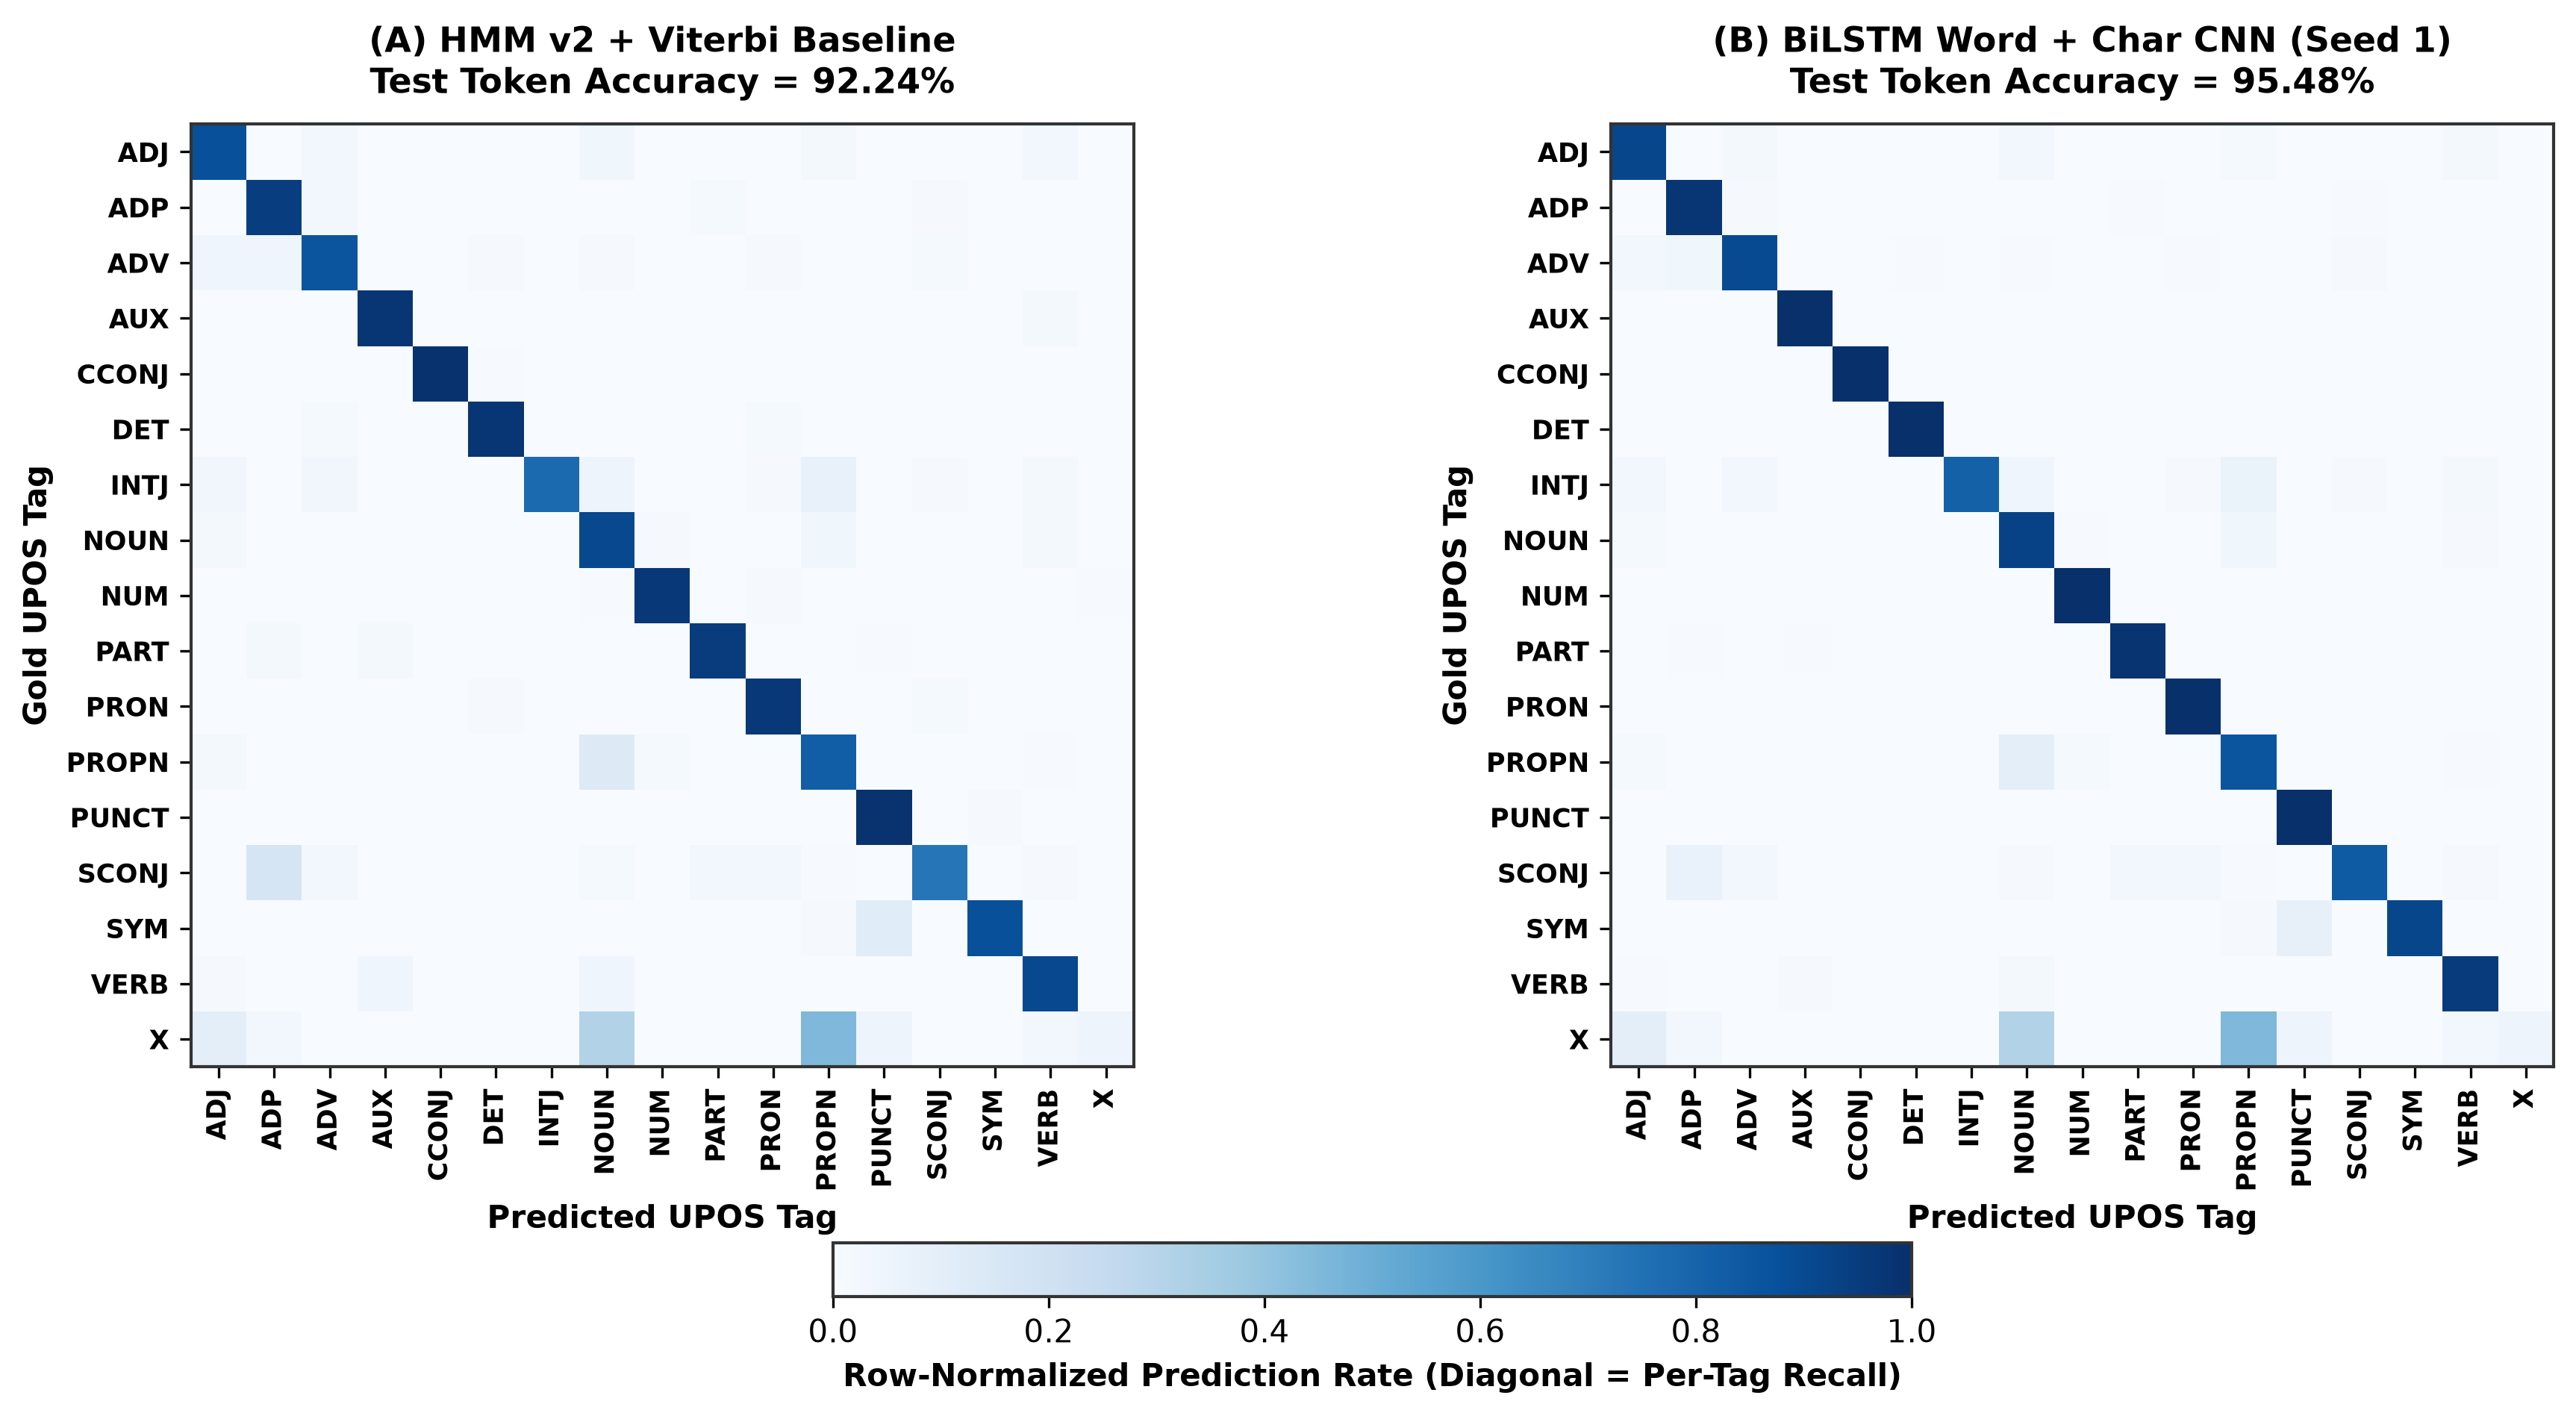 (A) HMM v2 + Viterbi Baseline
Test Token Accuracy = 92.24%
Gold UPOS Tag
ADJ
ADP
ADV
AUX
CCONJ
DET
INTJ
NOUN
NUM
PART
PRON
PROPN
PUNCT
SCONJ
SYM
VERB
X
ADJ
ADP
ADV
AUX
CCONJ
DET
INTJ
NOUN
NUM
PART
PRON
PROPN
PUNCT
SCONJ
SYM
VERB
X
Predicted UPOS Tag
(B) BiLSTM Word + Char CNN (Seed 1)
Test Token Accuracy = 95.48%
Gold UPOS Tag
ADJ
ADP
ADV
AUX
CCONJ
DET
INTJ
NOUN
NUM
PART
PRON
PROPN
PUNCT
SCONJ
SYM
VERB
X
ADJ
ADP
ADV
AUX
CCONJ
DET
INTJ
NOUN
NUM
PART
PRON
PROPN
PUNCT
SCONJ
SYM
VERB
X
Predicted UPOS Tag
0.0 0.2 0.4 0.6 0.8 1.0
Row-Normalized Prediction Rate (Diagonal = Per-Tag Recall)